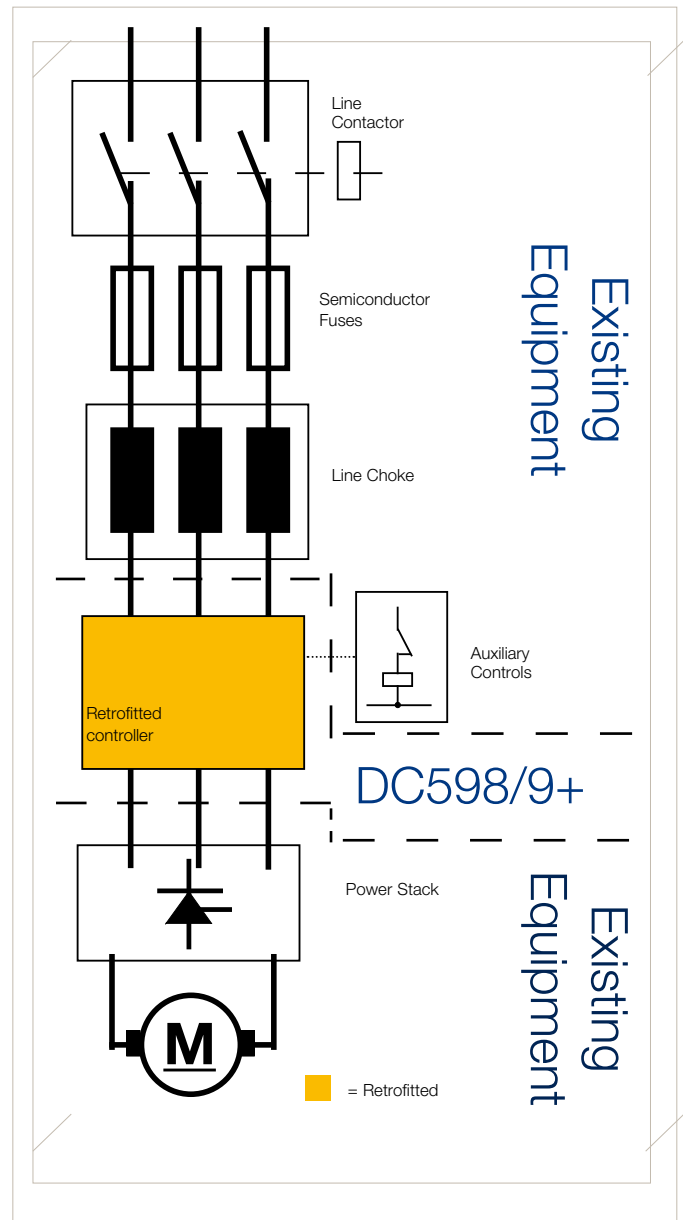 Line
Contactor
Semiconductor
Fuses
Existing
Equipment
Line Choke
Auxiliary
Controls
Retrofitted
controller
DC598/9+
Power Stack
Existing
Equipment
M
= Retrofitted